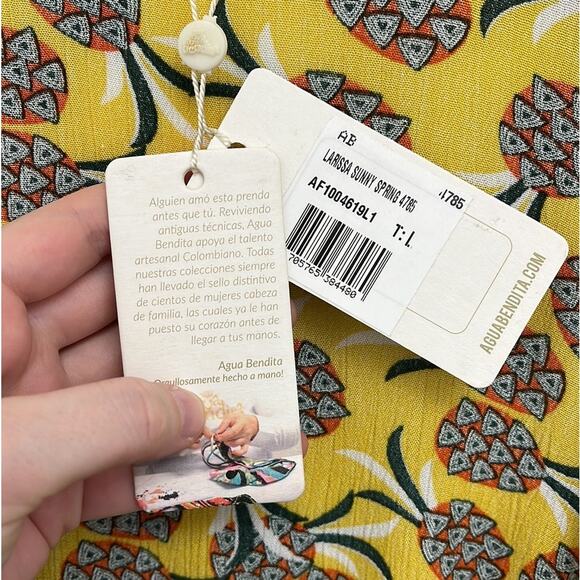 Alguien amó esta prenda
antes que tú. Reviviendo
antiguas técnicas, Agua
Bendita apoya el talento
artesanal Colombiano. Todas
nuestras colecciones siempre
han llevado el sello distintivo
de cientos de mujeres cabeza
de familia, las cuales ya le han
puesto su corazón antes de
llegar a tus manos.
Agua Bendita
Orgullosamente hecho a mano!
AB
LARISSA SUNNY SPRING 4785
4785
AF1004619L1
T: L
705765 384480
AGUABENDITA.COM